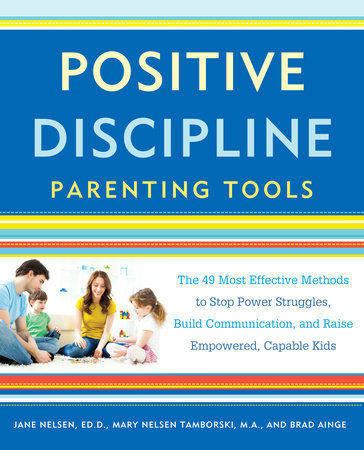 POSITIVE
DISCIPLINE
PARENTING TOOLS
The 49 Most Effective Methods
to Stop Power Struggles,
Build Communication, and Raise
Empowered, Capable Kids
JANE NELSEN, ED.D., MARY NELSEN TAMBORSKI, M.A., AND BRAD AINGE